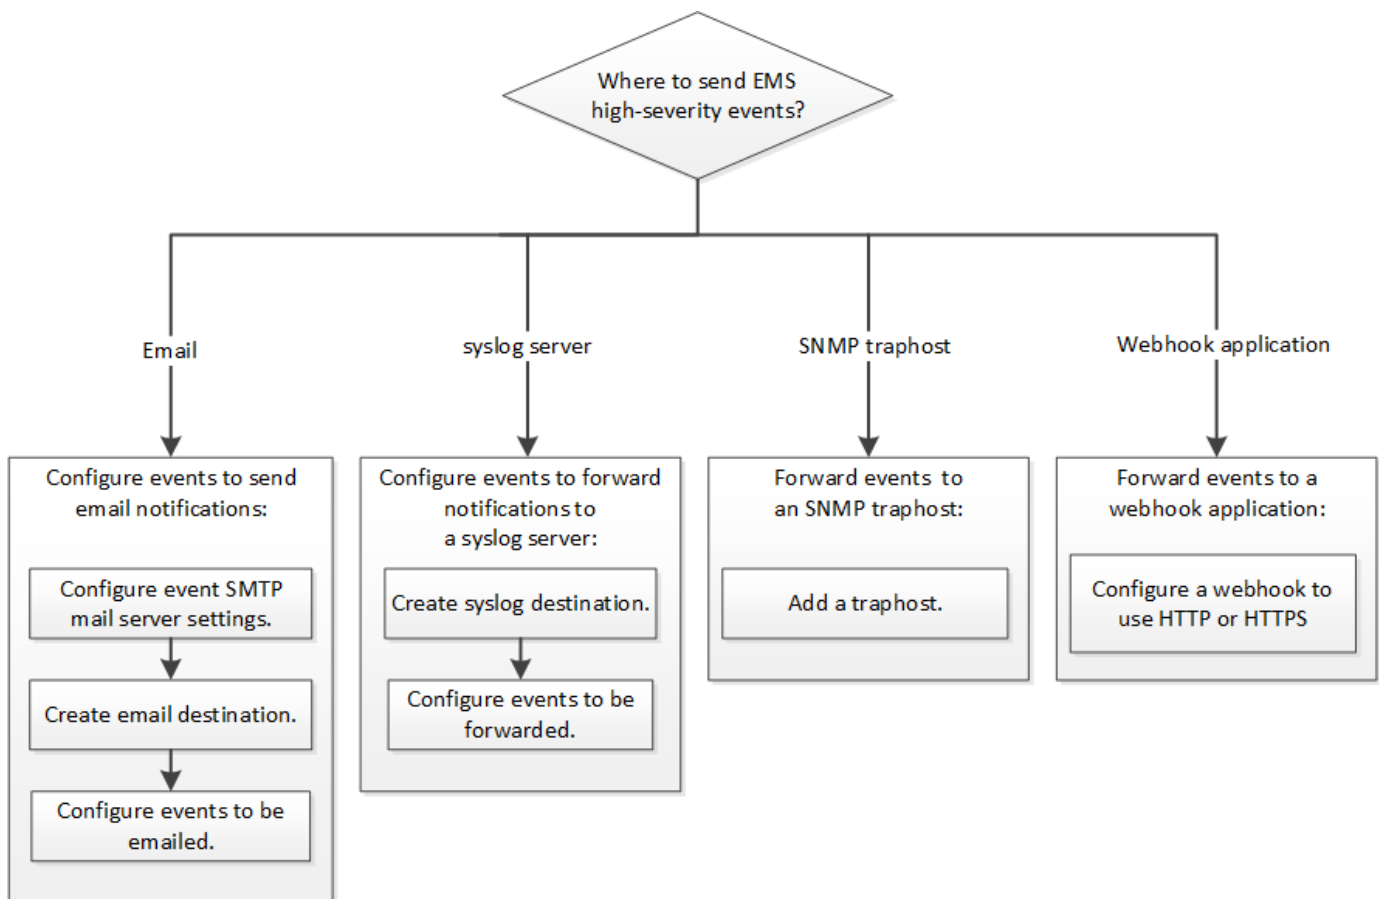 Where to send EMS
high-severity events?
Email
syslog server
SNMP traphost
Webhook application
Configure events to send
email notifications:
Configure event SMTP
mail server settings.
Create email destination.
Configure events to be
emailed.
Configure events to forward
notifications to
a syslog server:
Create syslog destination.
Configure events to be
forwarded.
Forward events to
an SNMP traphost:
Add a traphost.
Forward events to a
webhook application:
Configure a webhook to
use HTTP or HTTPS